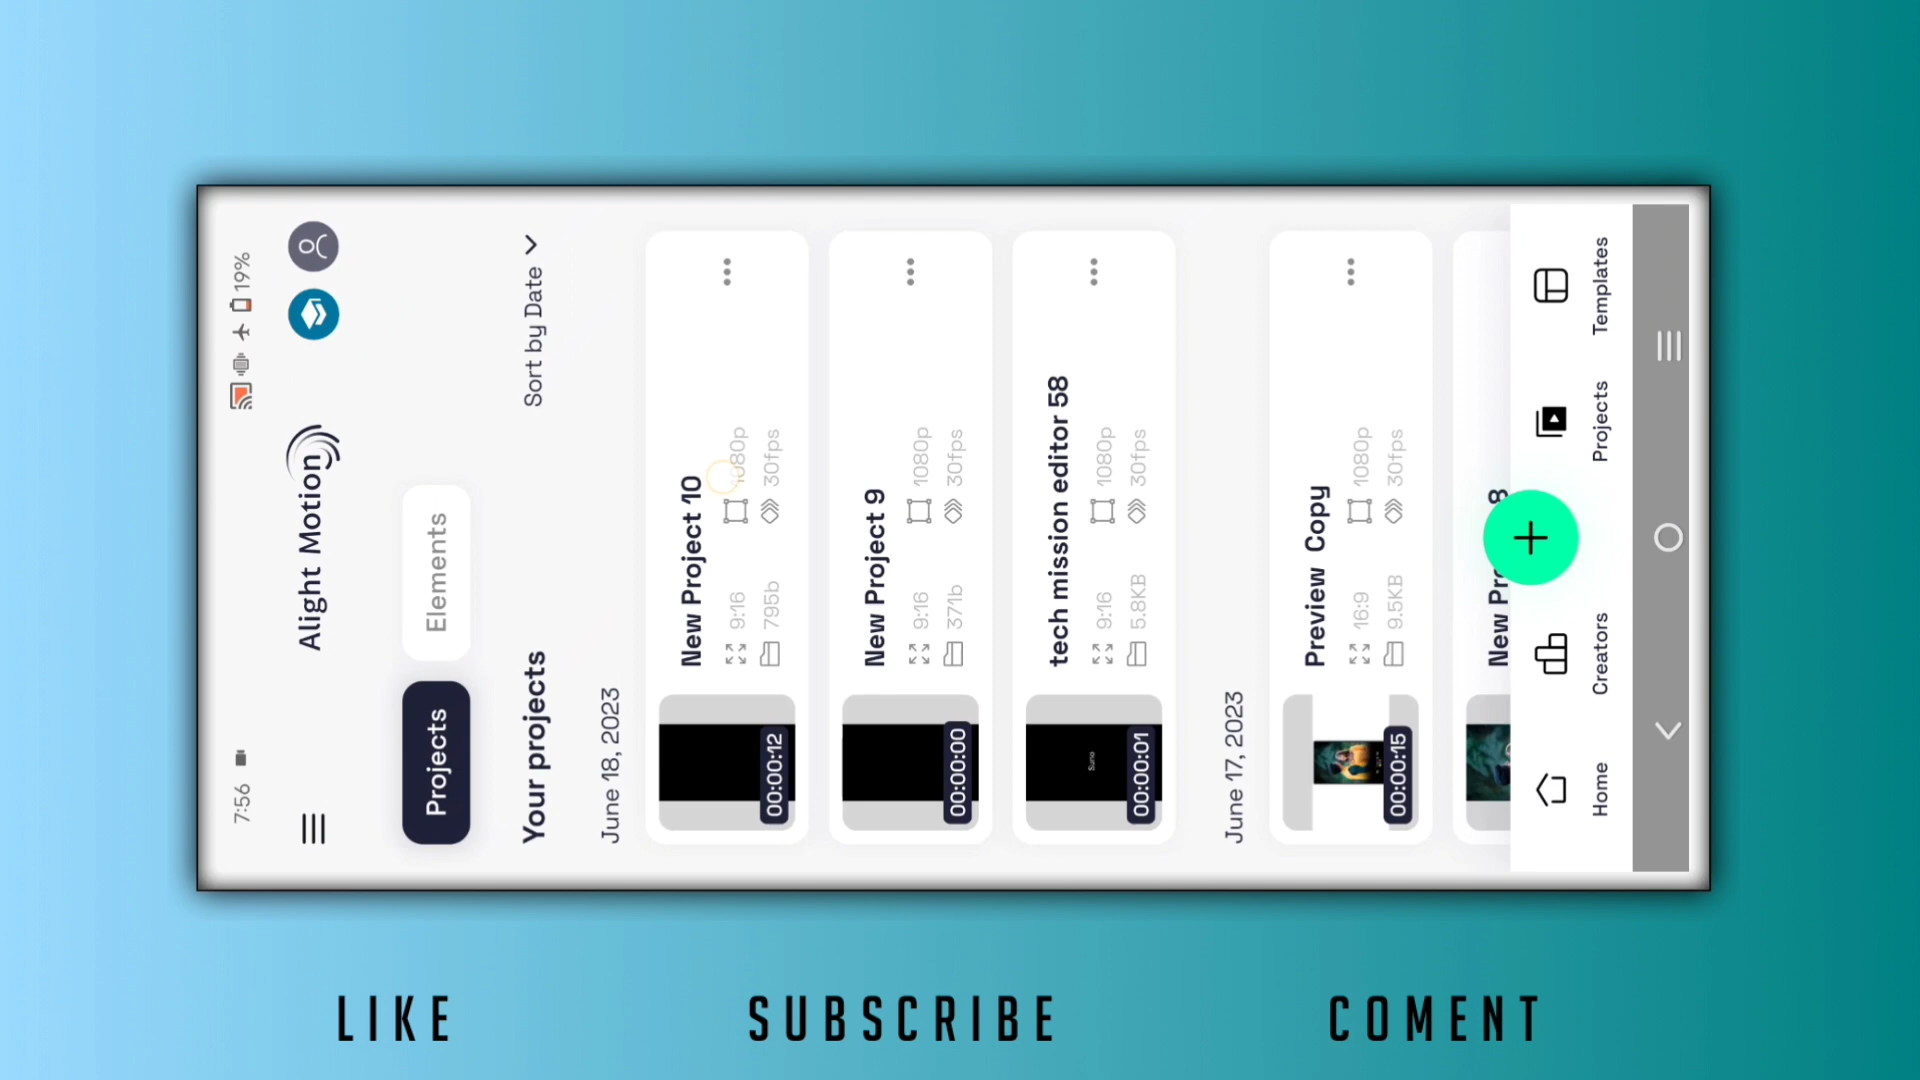 7:56
19%
Alight Motion
Projects
Elements
Your projects
Sort by Date
June 18, 2023
New Project 10
9:16
1080p
795b
30fps
00:00:12
New Project 9
9:16
1080p
371b
30fps
00:00:00
tech mission editor 58
9:16
1080p
5.8KB
30fps
00:00:01
June 17, 2023
Preview Copy
16:9
1080p
9.5KB
30fps
00:00:15
New Pr 8
Home
Creators
Projects
Templates
LIKE
SUBSCRIBE
COMENT